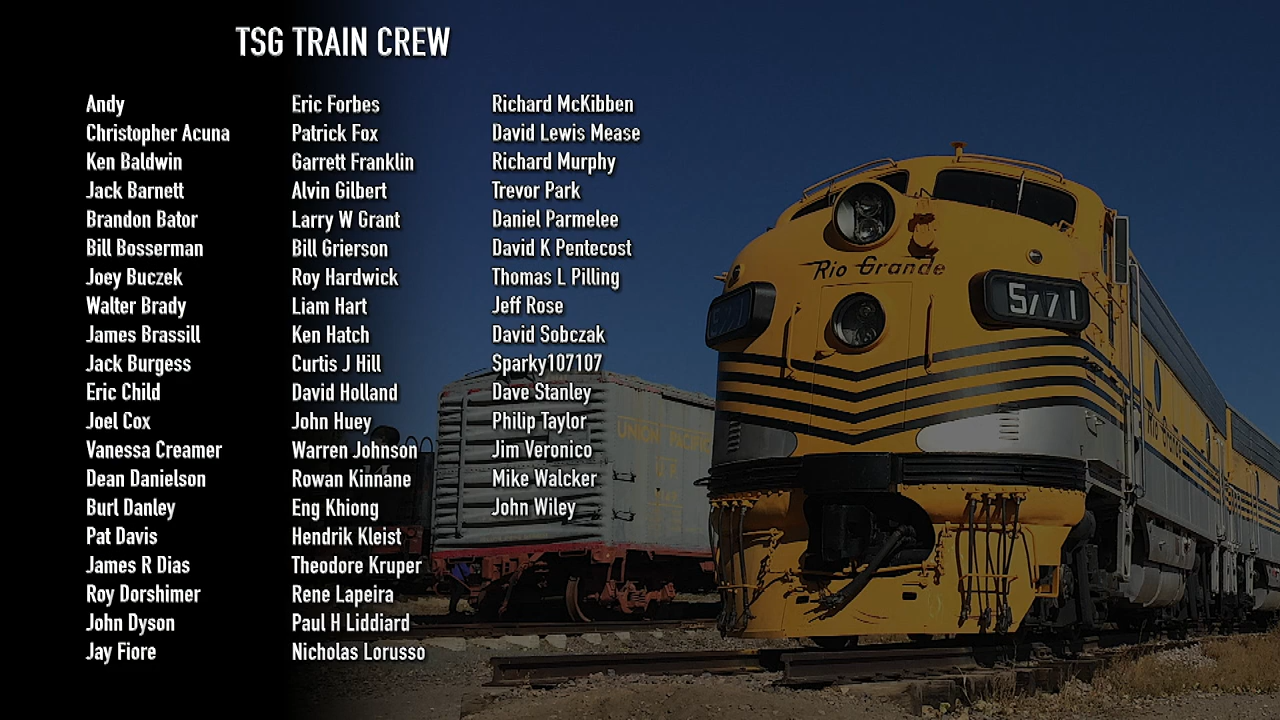 TSG TRAIN CREW
Andy
Christopher Acuna
Ken Baldwin
Jack Barnett
Brandon Bator
Bill Bosserman
Joey Buczek
Walter Brady
James Brassill
Jack Burgess
Eric Child
Joel Cox
Vanessa Creamer
Dean Danielson
Burl Danley
Pat Davis
James R Dias
Roy Dorshimer
John Dyson
Jay Fiore
Eric Forbes
Patrick Fox
Garrett Franklin
Alvin Gilbert
Larry W Grant
Bill Grierson
Roy Hardwick
Liam Hart
Ken Hatch
Curtis J Hill
David Holland
John Huey
Warren Johnson
Rowan Kinnane
Eng Khiong
Hendrik Kleist
Theodore Kruper
Rene Lapeira
Paul H Liddiard
Nicholas Lorusso
Richard McKibben
David Lewis Mease
Richard Murphy
Trevor Park
Daniel Parmelee
David K Pentecost
Thomas L Pilling
Jeff Rose
David Sobczak
Sparky107107
Dave Stanley
Philip Taylor
Jim Veronico
Mike Walcker
John Wiley
Rio Grande
5771
5771
UNION PACIFIC
Rio Grande